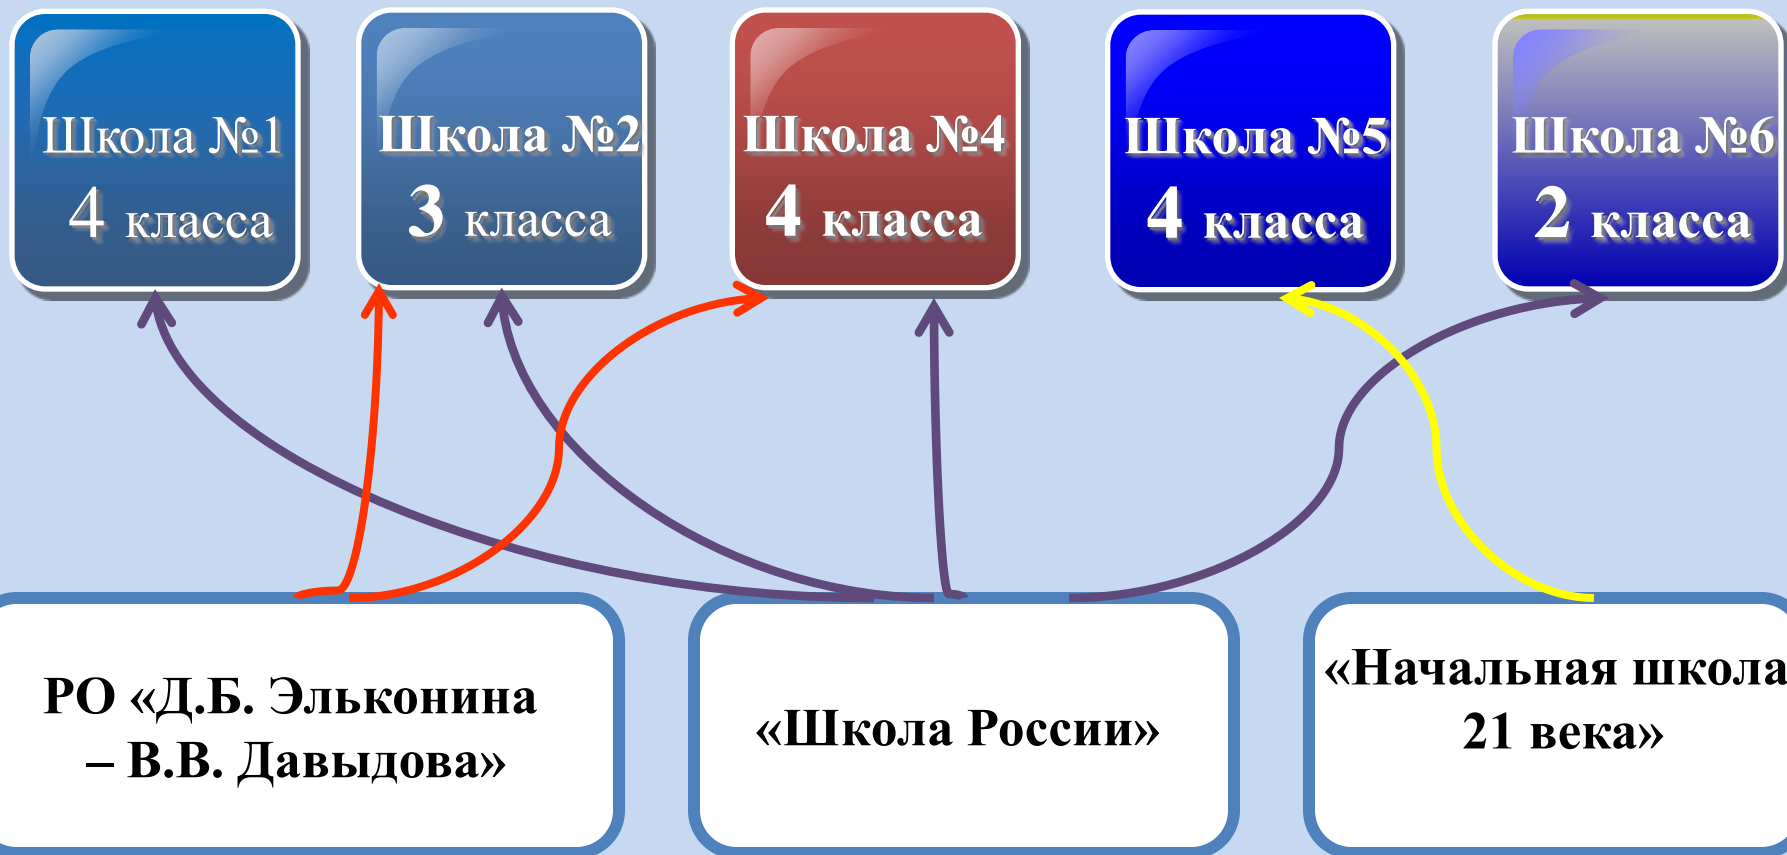 Школа №1
4 класса
Школа №2
3 класса
Школа №4
4 класса
Школа №5
4 класса
Школа №6
2 класса
РО «Д.Б. Эльконина
– В.В. Давыдова»
«Школа России»
«Начальная школа
21 века»